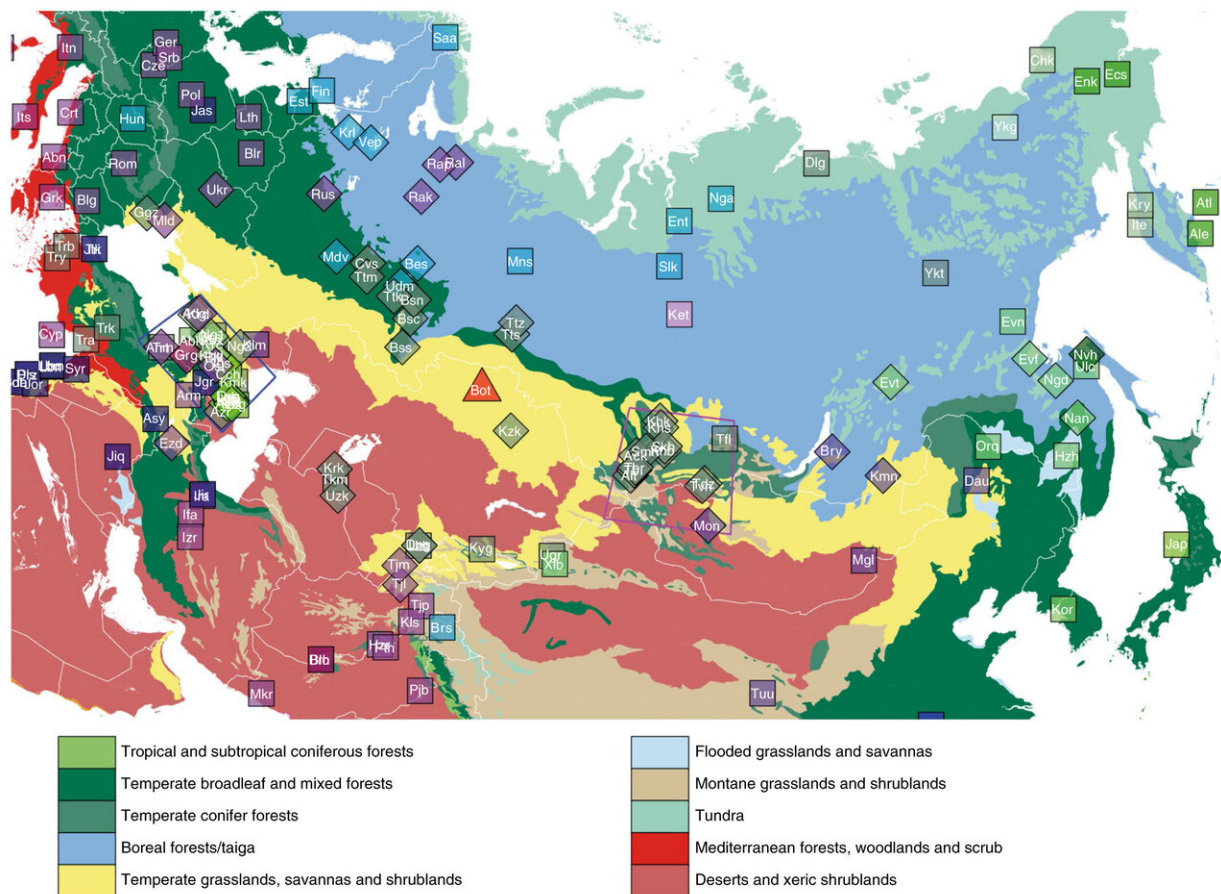 Itn
Ger
Srb
Cze
Saa
Chk
Enk
Ecs
Its
Crt
Pol
Jas
Hun
Lth
Est
Fin
Krl
Vep
Ykg
Abn
Rom
Blr
Rap
Ral
Dlg
Grk
Blg
Ukr
Rus
Rak
Nga
Ent
Kry
Ite
Atl
Ale
Ggz
Mld
Trb
Try
Mdv
Cvs
Ttm
Bes
Mns
Slk
Ykt
Udm
Ttk
Bsn
Bsc
Bss
Ttz
Tts
Ket
Evn
Cyp
Tra
Trk
Grg
Syr
Jor
Jgr
Kmk
Arm
Azr
Asy
Ezd
Bot
Kzk
Evt
Evf
Ngd
Nvh
Ulc
Nan
Khk
Tfl
Bry
Kmn
Dau
Orq
Hzh
Jiq
Krk
Tkm
Uzk
Ifa
Izr
Mon
Mgl
Jap
Kor
Kyg
Ugr
Xib
Tjm
Tjl
Tjp
Kls
Brs
Mkr
Pjb
Tuu
Tropical and subtropical coniferous forests
Temperate broadleaf and mixed forests
Temperate conifer forests
Boreal forests/taiga
Temperate grasslands, savannas and shrublands
Flooded grasslands and savannas
Montane grasslands and shrublands
Tundra
Mediterranean forests, woodlands and scrub
Deserts and xeric shrublands